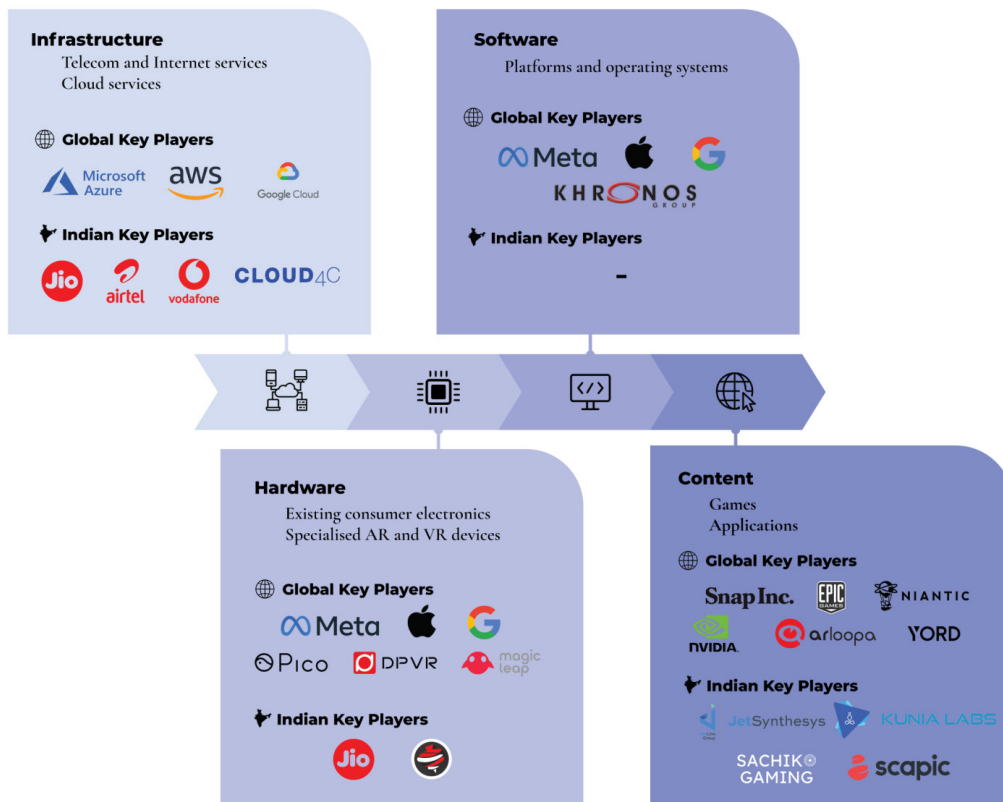 Infrastructure
Telecom and Internet services
Cloud services
Global Key Players
Microsoft
Azure
aws
Google Cloud
Indian Key Players
Jio
airtel
vodafone
CLOUD4C
Software
Platforms and operating systems
Global Key Players
Meta
G
KHRONOS
GROUP
Indian Key Players
-
</>
Hardware
Existing consumer electronics
Specialised AR and VR devices
Global Key Players
Meta
G
Pico
DPVR
magic
leap
Indian Key Players
Jio
Content
Games
Applications
Global Key Players
Snap Inc.
EPIC
GAMES
NIANTIC
NVIDIA.
arloopa
YORD
Indian Key Players
JetSynthesys
KUNIA LABS
SACHIKO
GAMING
scapic